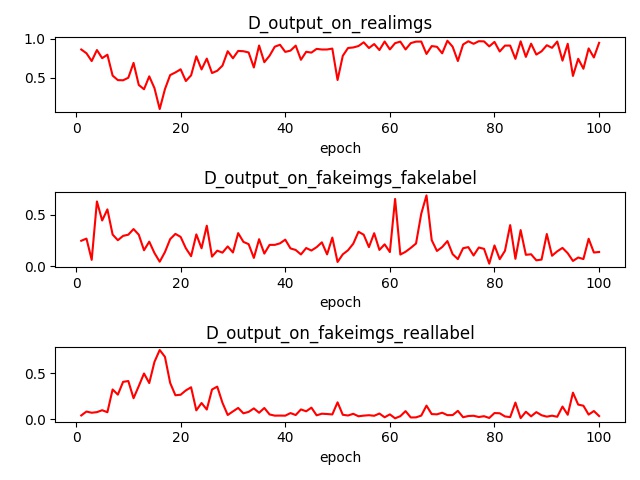 D_output_on_realimgs
1.0
0.5
0 20 40 60 80 100
epoch
D_output_on_fakeimgs_fakelabel
0.5
0.0
0 20 40 60 80 100
epoch
D_output_on_fakeimgs_reallabel
0.5
0.0
0 20 40 60 80 100
epoch